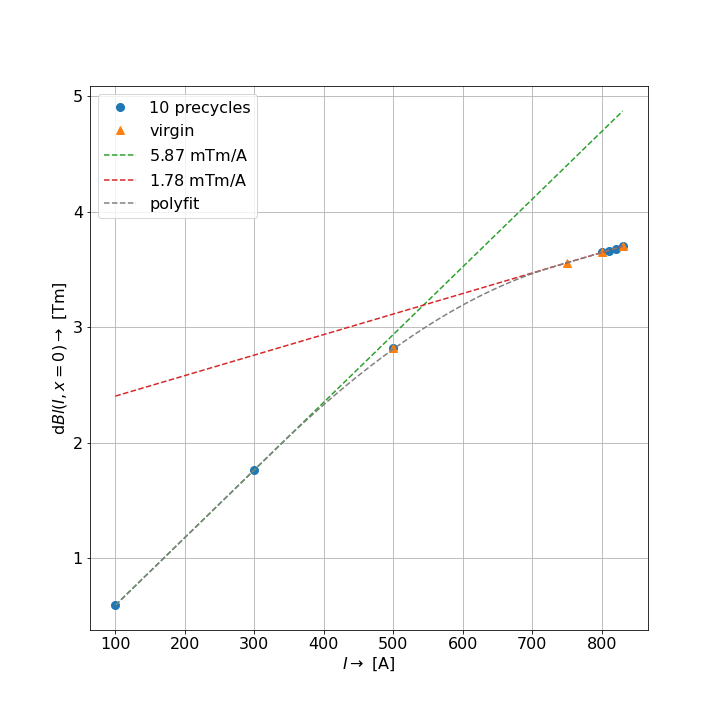 10 precycles
virgin
5.87 mTm/A
1.78 mTm/A
polyfit
5
4
3
2
1
dBl(I, x = 0)→ [Tm]
100 200 300 400 500 600 700 800
I→ [A]